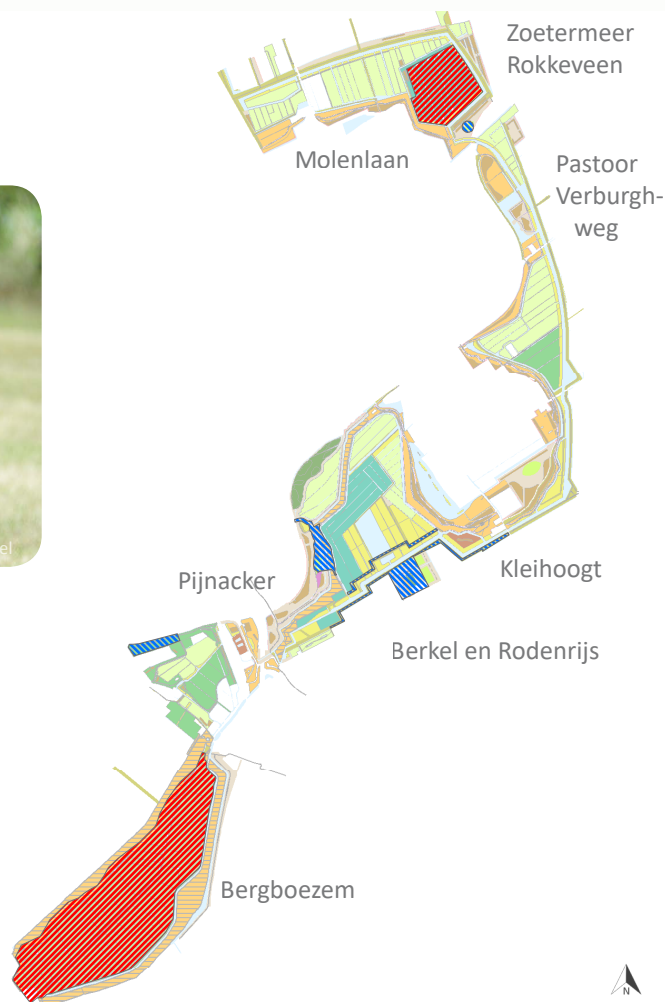 Zoetermeer
Rokkeveen
Molenlaan
Pastoor
Verburgh-
weg
Kleihoogt
Pijnacker
Berkel en Rodenrijs
Bergboezem
N